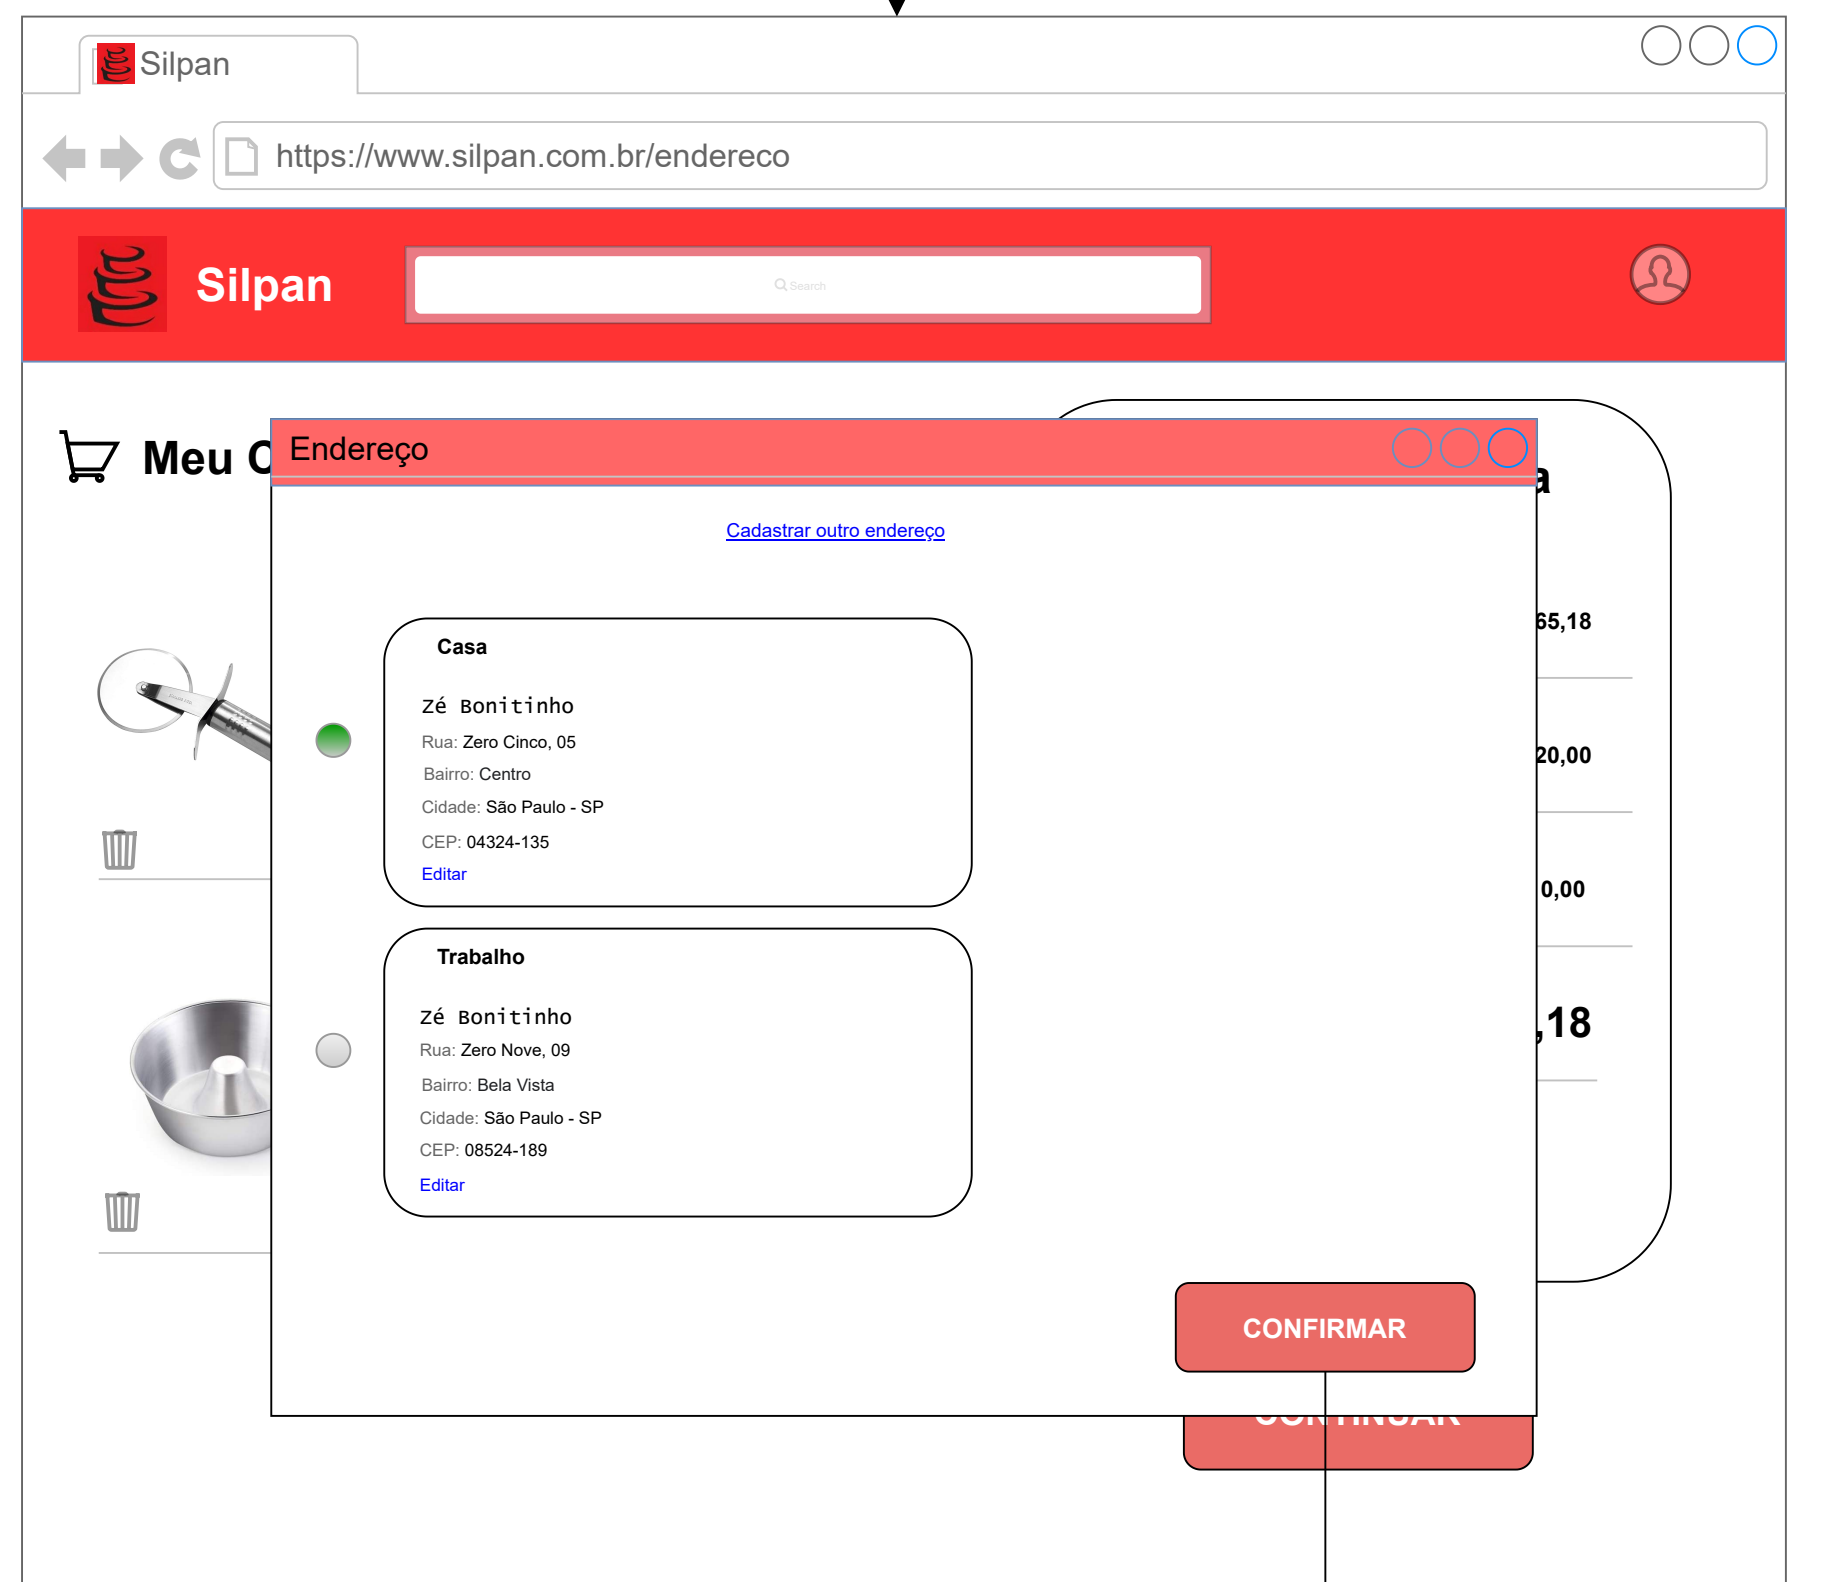 Silpan
https://www.silpan.com.br/endereco
Silpan
Search
Meu C
Endereço
a
Cadastrar outro endereço
65,18
Casa
Zé Bonitinho
Rua: Zero Cinco, 05
20,00
Bairro: Centro
Cidade: São Paulo - SP
CEP: 04324-135
Editar
0,00
Trabalho
Zé Bonitinho
,18
Rua: Zero Nove, 09
Bairro: Bela Vista
Cidade: São Paulo - SP
CEP: 08524-189
Editar
CONFIRMAR
CONTINUAR